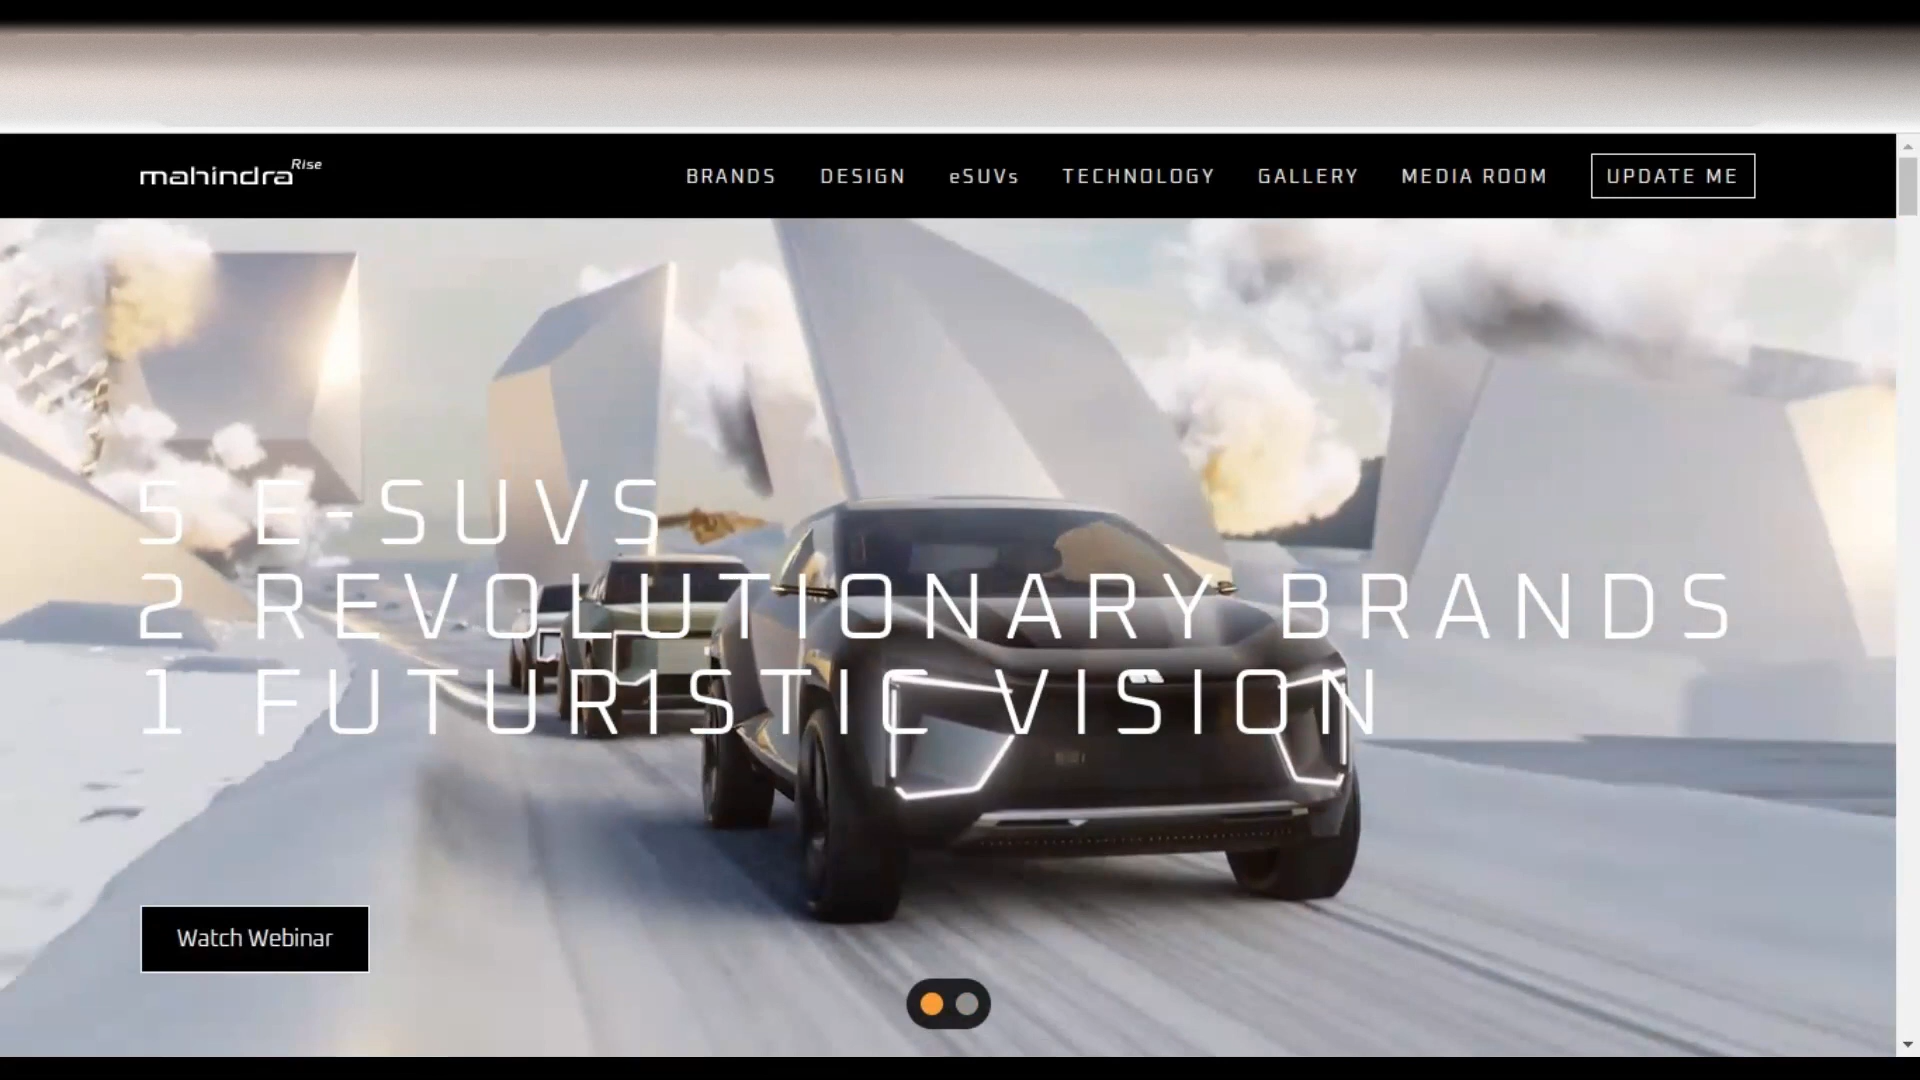 mahindra Rise
BRANDS DESIGN eSUVs TECHNOLOGY GALLERY MEDIA ROOM UPDATE ME
5 E-SUVS
2 REVOLUTIONARY BRANDS
1 FUTURISTIC VISION
Watch Webinar